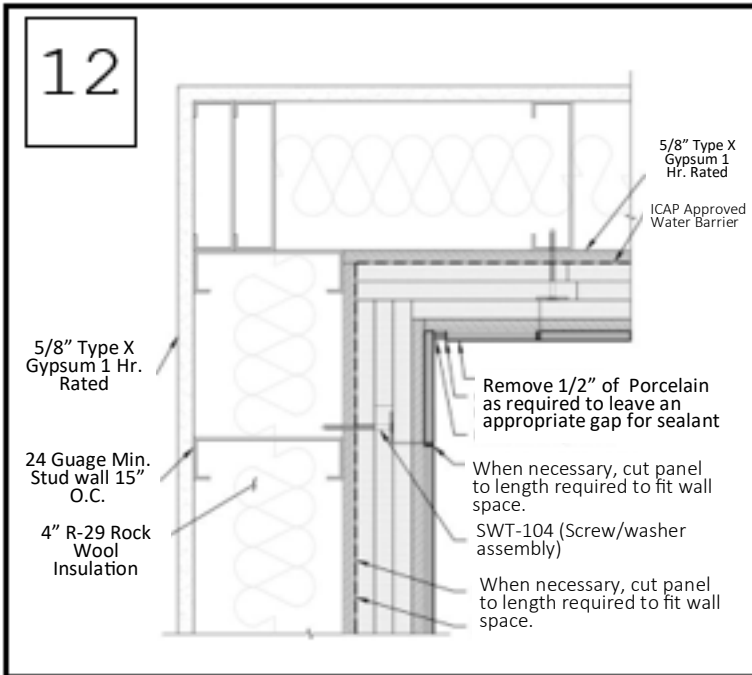 12
5/8" Type X
Gypsum 1
Hr. Rated
ICAP Approved
Water Barrier
5/8" Type X
Gypsum 1 Hr.
Rated
Remove 1/2" of Porcelain
as required to leave an
appropriate gap for sealant
24 Guage Min.
Stud wall 15"
O.C.
When necessary, cut panel
to length required to fit wall
space.
4" R-29 Rock
Wool
Insulation
SWT-104 (Screw/washer
assembly)
When necessary, cut panel
to length required to fit wall
space.